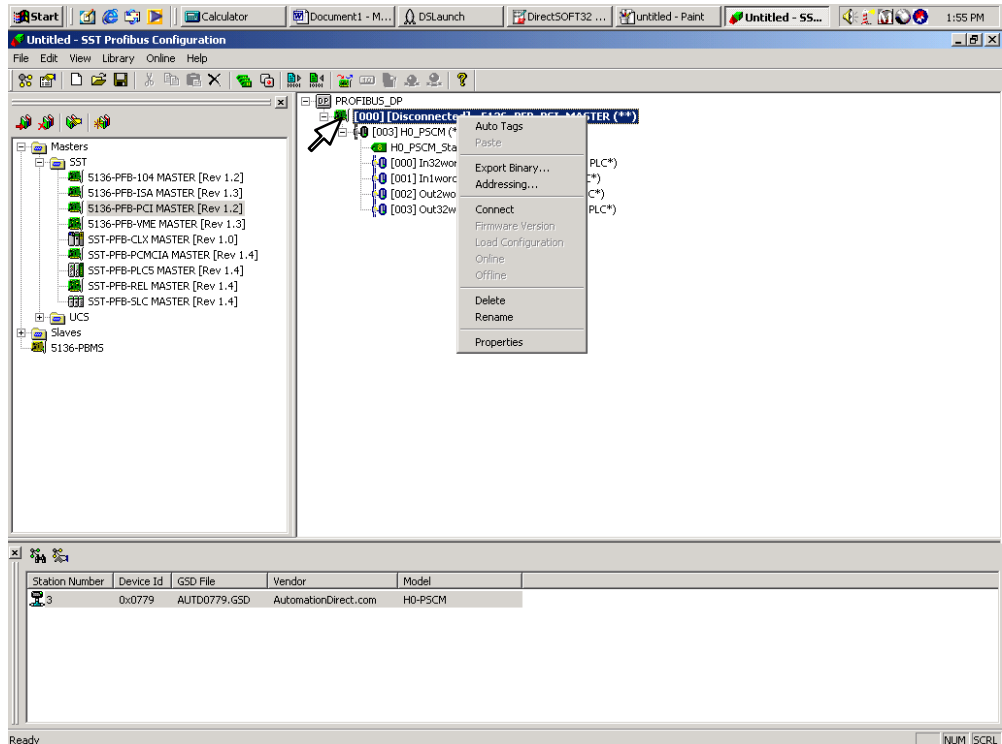 Start
Calculator
Document1 - M...
DSLaunch
DirectSOFT32 ...
untitled - Paint
Untitled - SS...
1:55 PM
Untitled - SST Profibus Configuration
File Edit View Library Online Help
Masters
SST
5136-PFB-104 MASTER [Rev 1.2]
5136-PFB-ISA MASTER [Rev 1.3]
5136-PFB-PCI MASTER [Rev 1.2]
5136-PFB-VME MASTER [Rev 1.3]
SST-PFB-CLX MASTER [Rev 1.0]
SST-PFB-PCMCIA MASTER [Rev 1.4]
SST-PFB-PLC5 MASTER [Rev 1.4]
SST-PFB-REL MASTER [Rev 1.4]
SST-PFB-SLC MASTER [Rev 1.4]
UCS
Slaves
5136-PBMS
DP PROFIBUS_DP
[000] [Disconnected] - 5136-PFB-PCI MASTER (**)
[003] H0_PSCM (*
H0_PSCM_Sta
[000] In32wor PLC*)
[001] In1word C*)
[002] Out2wo C*)
[003] Out32w PLC*)
Auto Tags
Paste
Export Binary...
Addressing...
Connect
Firmware Version
Load Configuration
Online
Offline
Delete
Rename
Properties
Station Number Device Id GSD File Vendor Model
3 0x0779 AUTD0779.GSD AutomationDirect.com H0-PSCM
Ready
NUM SCRL